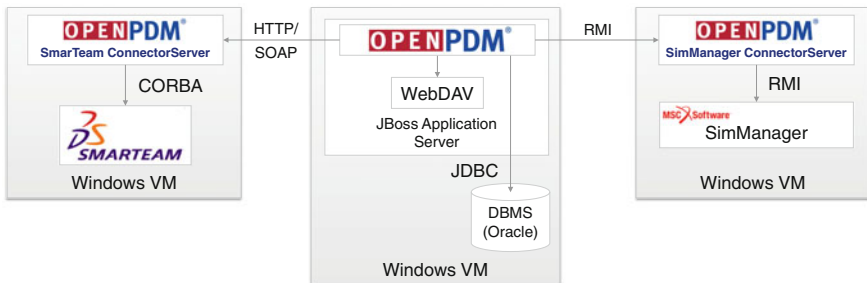 OPENPDM®
SmarTeam ConnectorServer
CORBA
DS
SMARTEAM
Windows VM
HTTP/
SOAP
OPENPDM®
WebDAV
JBoss Application
Server
JDBC
DBMS
(Oracle)
Windows VM
RMI
OPENPDM®
SimManager ConnectorServer
RMI
MSC Software
SimManager
Windows VM